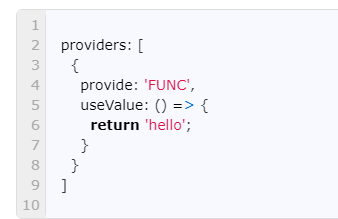 1
2 providers: [
3 {
4 provide: 'FUNC',
5 useValue: () => {
6 return 'hello';
7 }
8 }
9 ]
10